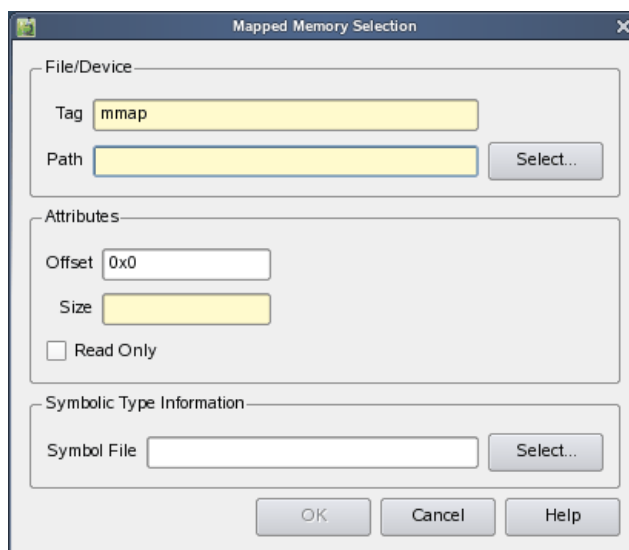 Mapped Memory Selection
File/Device
Tag mmap
Path Select...
Attributes
Offset 0x0
Size
Read Only
Symbolic Type Information
Symbol File Select...
OK Cancel Help